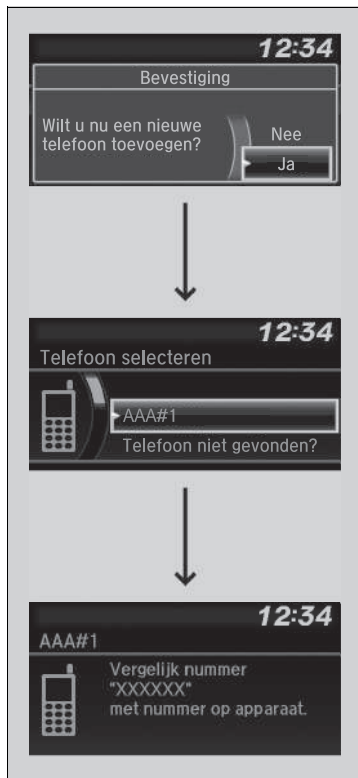 12:34
Bevestiging
Wilt u nu een nieuwe
telefoon toevoegen?
Nee
Ja
12:34
Telefoon selecteren
AAA#1
Telefoon niet gevonden?
12:34
AAA#1
Vergelijk nummer
"XXXXXX"
met nummer op apparaat.